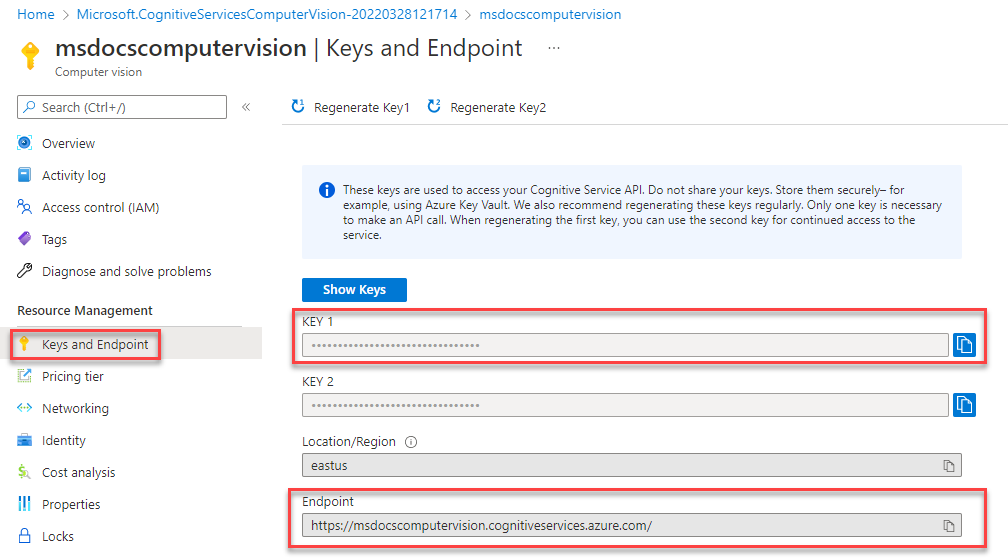 Home > Microsoft.CognitiveServicesComputerVision-20220328121714 > msdocscomputervision
msdocscomputervision | Keys and Endpoint ...
Computer vision
Search (Ctrl+/) «
Regenerate Key1 Regenerate Key2
Overview
Activity log
Access control (IAM)
Tags
Diagnose and solve problems
Resource Management
Keys and Endpoint
Pricing tier
Networking
Identity
Cost analysis
Properties
Locks
These keys are used to access your Cognitive Service API. Do not share your keys. Store them securely– for
example, using Azure Key Vault. We also recommend regenerating these keys regularly. Only one key is necessary
to make an API call. When regenerating the first key, you can use the second key for continued access to the
service.
Show Keys
KEY 1
••••••••••••••••••••••••••••••••
KEY 2
••••••••••••••••••••••••••••••••
Location/Region
eastus
Endpoint
https://msdocscomputervision.cognitiveservices.azure.com/